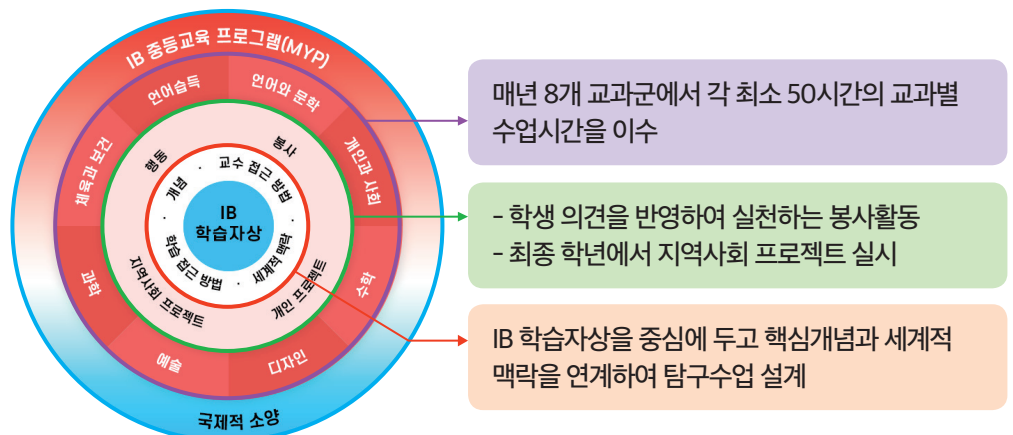 IB 중등교육 프로그램(MYP)
언어습득
언어와 문학
개인과 사회
수학
디자인
예술
과학
체육과 보건
행동
봉사
개인 프로젝트
지역사회 프로젝트
개념 · 교수 접근 방법 ·
세계적 맥락 · 학습 접근 방법 ·
IB
학습자상
국제적 소양
매년 8개 교과군에서 각 최소 50시간의 교과별
수업시간을 이수
- 학생 의견을 반영하여 실천하는 봉사활동
- 최종 학년에서 지역사회 프로젝트 실시
IB 학습자상을 중심에 두고 핵심개념과 세계적
맥락을 연계하여 탐구수업 설계